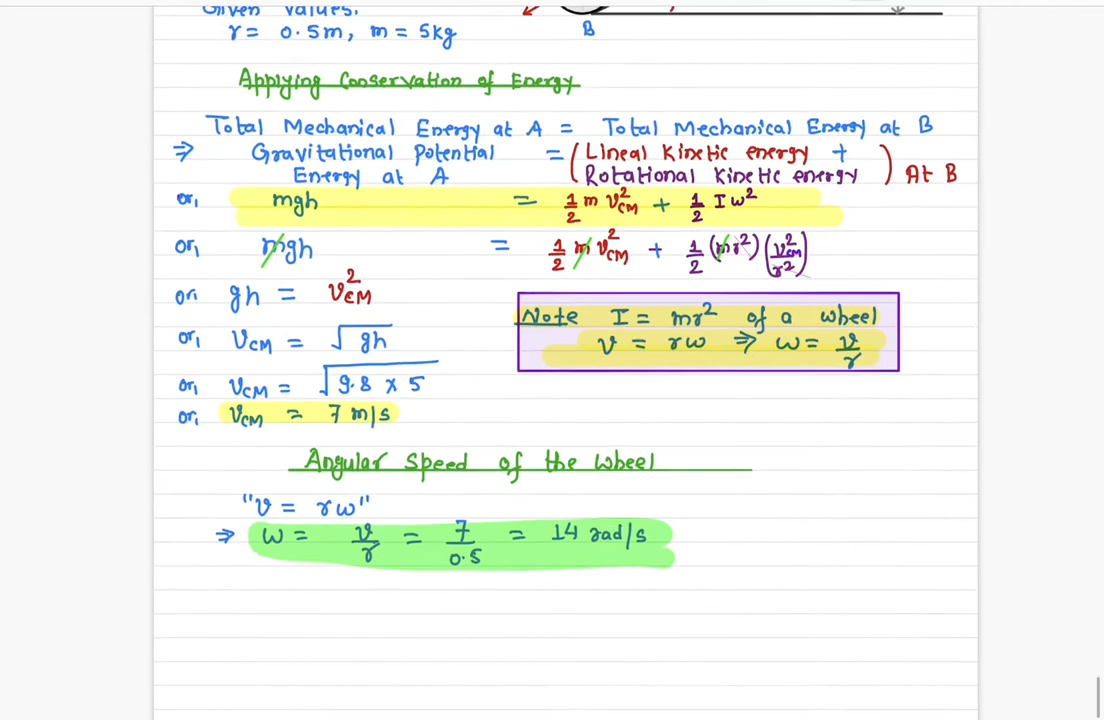 Given values:
r = 0.5m, m = 5kg
B
Applying Conservation of Energy
Total Mechanical Energy at A = Total Mechanical Energy at B
⇒ Gravitational Potential Energy at A = (Lineal Kinetic energy + Rotational Kinetic energy) At B
or, mgh = 1/2 m v²CM + 1/2 I ω²
or, mgh = 1/2 m v²CM + 1/2 (mr²) (v²CM/r²)
or, gh = v²CM
or, vCM = √gh
or, vCM = √9.8 × 5
or, vCM = 7 m/s
Note I = mr² of a wheel
v = rω ⇒ ω = v/r
Angular speed of the wheel
"v = rω"
⇒ ω = v/r = 7/0.5 = 14 rad/s